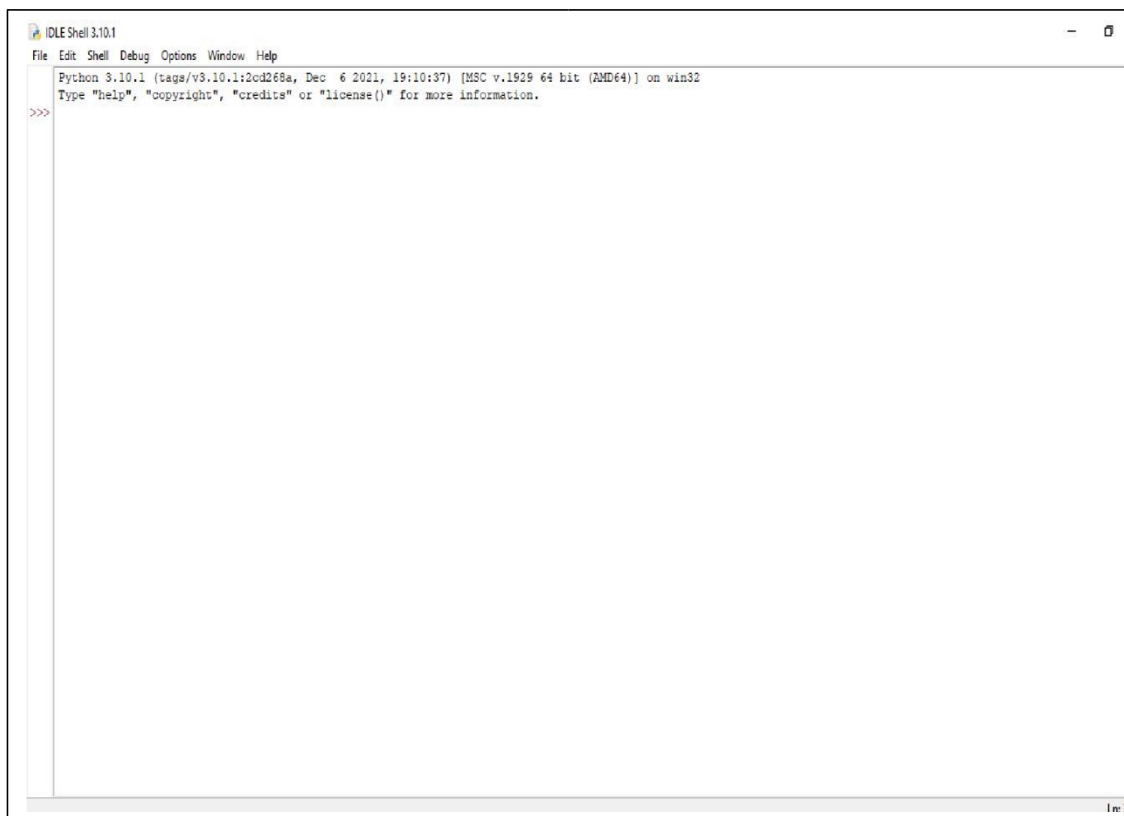 IDLE Shell 3.10.1
File Edit Shell Debug Options Window Help
Python 3.10.1 (tags/v3.10.1:2cd268a, Dec  6 2021, 19:10:37) [MSC v.1929 64 bit (AMD64)] on win32
Type "help", "copyright", "credits" or "license()" for more information.
>>>
Ln: